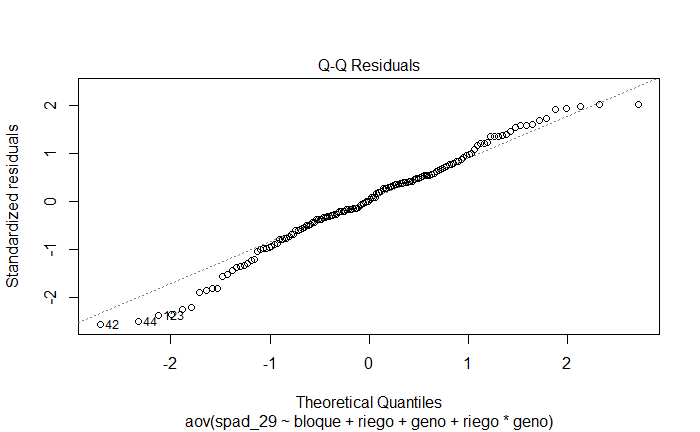 Q-Q Residuals
Standardized residuals
2
1
0
-1
-2
42
44
123
-2 -1 0 1 2
Theoretical Quantiles
aov(spad_29 ~ bloque + riego + geno + riego * geno)